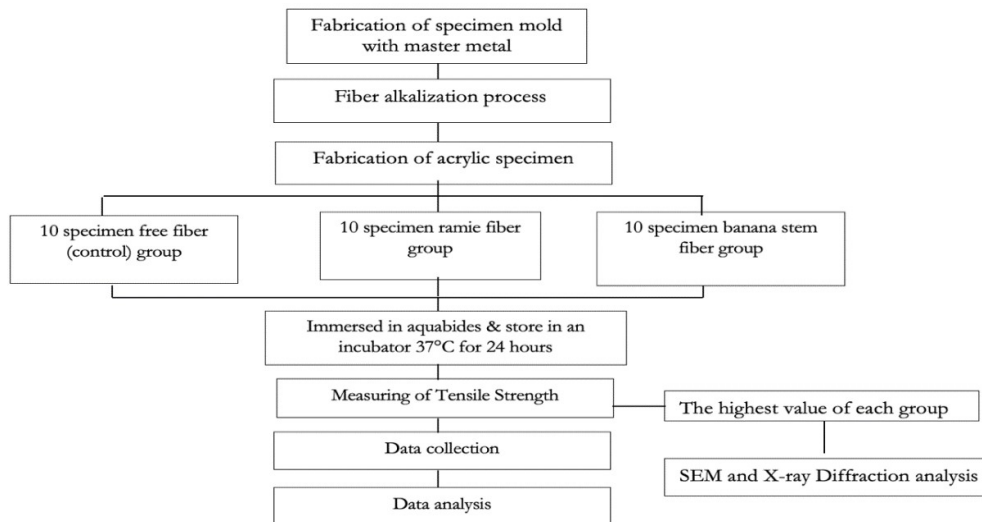 Fabrication of specimen mold
with master metal
Fiber alkalization process
Fabrication of acrylic specimen
10 specimen free fiber
(control) group
10 specimen ramie fiber
group
10 specimen banana stem
fiber group
Immersed in aquabides & store in an
incubator 37°C for 24 hours
Measuring of Tensile Strength
The highest value of each group
Data collection
SEM and X-ray Diffraction analysis
Data analysis